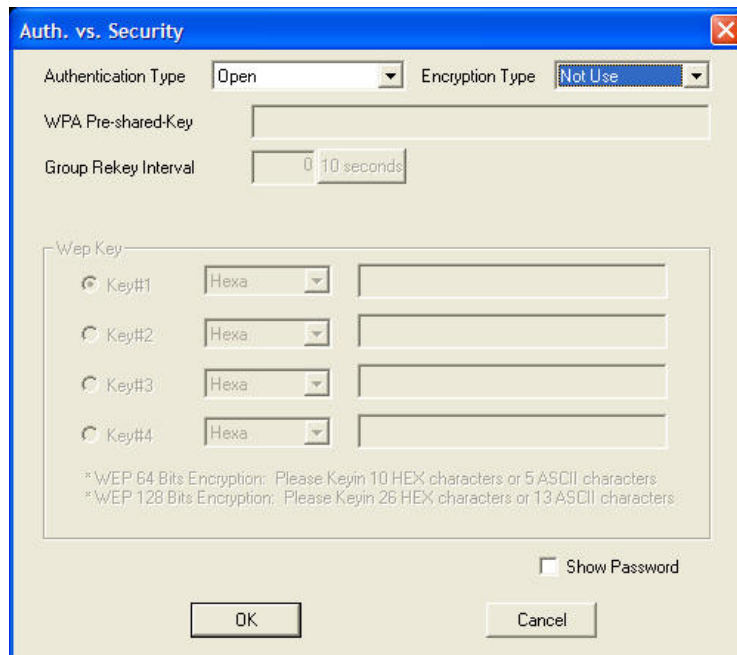 Auth. vs. Security
Authentication Type Open Encryption Type Not Use
WPA Pre-shared-Key
Group Rekey Interval 0 10 seconds
Wep Key
Key#1 Hexa
Key#2 Hexa
Key#3 Hexa
Key#4 Hexa
* WEP 64 Bits Encryption: Please Keyin 10 HEX characters or 5 ASCII characters
* WEP 128 Bits Encryption: Please Keyin 26 HEX characters or 13 ASCII characters
Show Password
OK Cancel